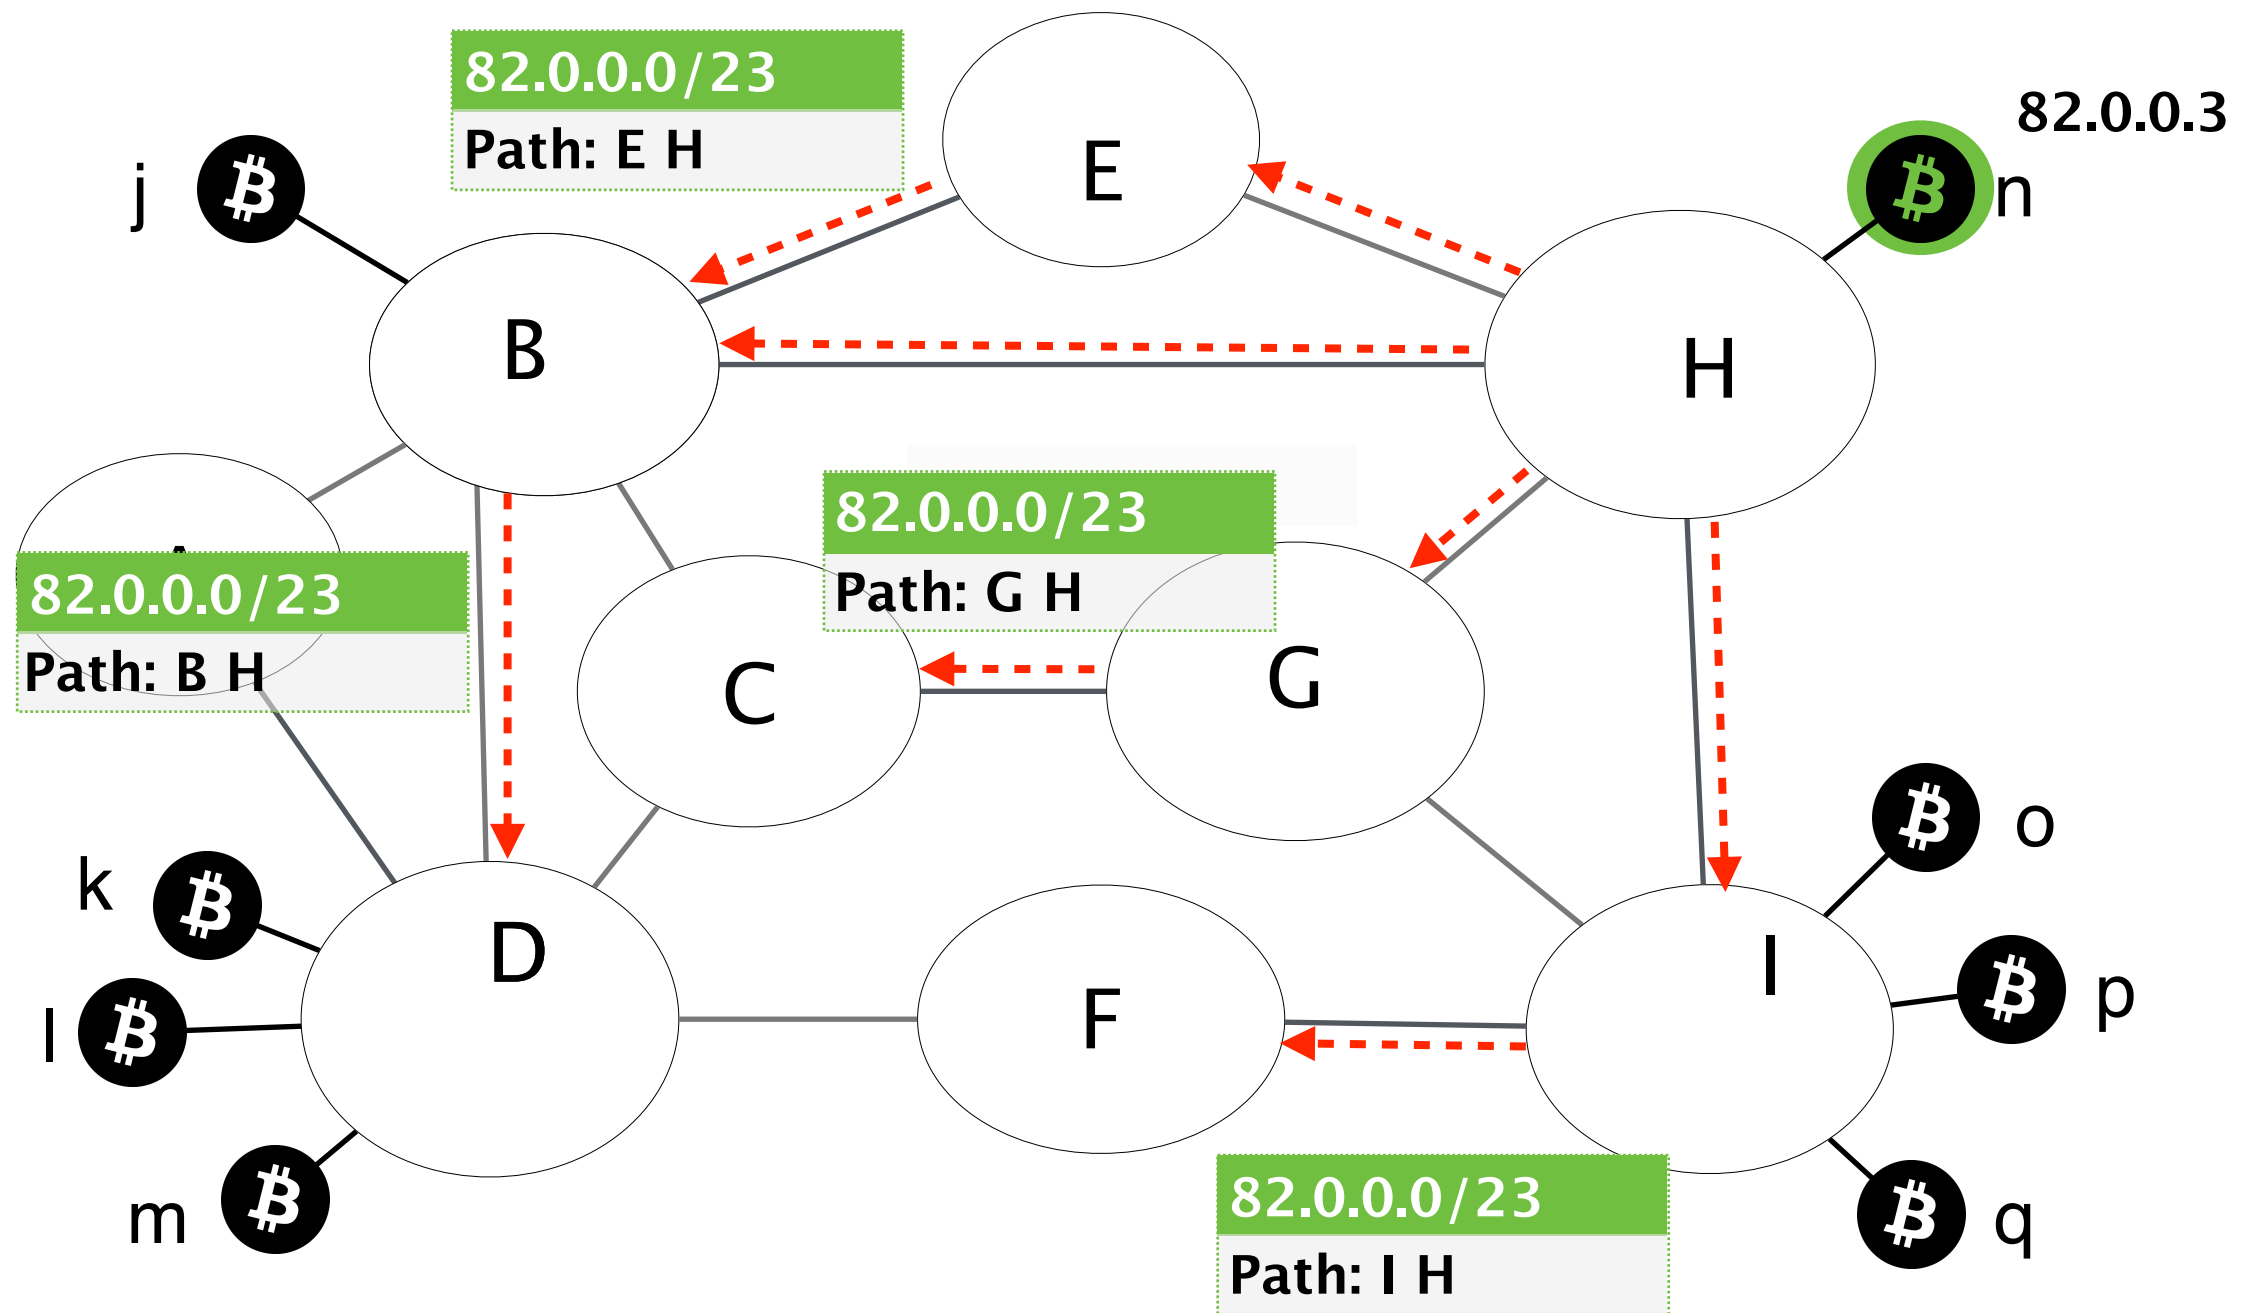 82.0.0.0/23
Path: E H
E
82.0.0.3
j
n
B
H
82.0.0.0/23
Path: G H
82.0.0.0/23
Path: B H
C
G
o
k
D
I
p
l
F
m
q
82.0.0.0/23
Path: I H